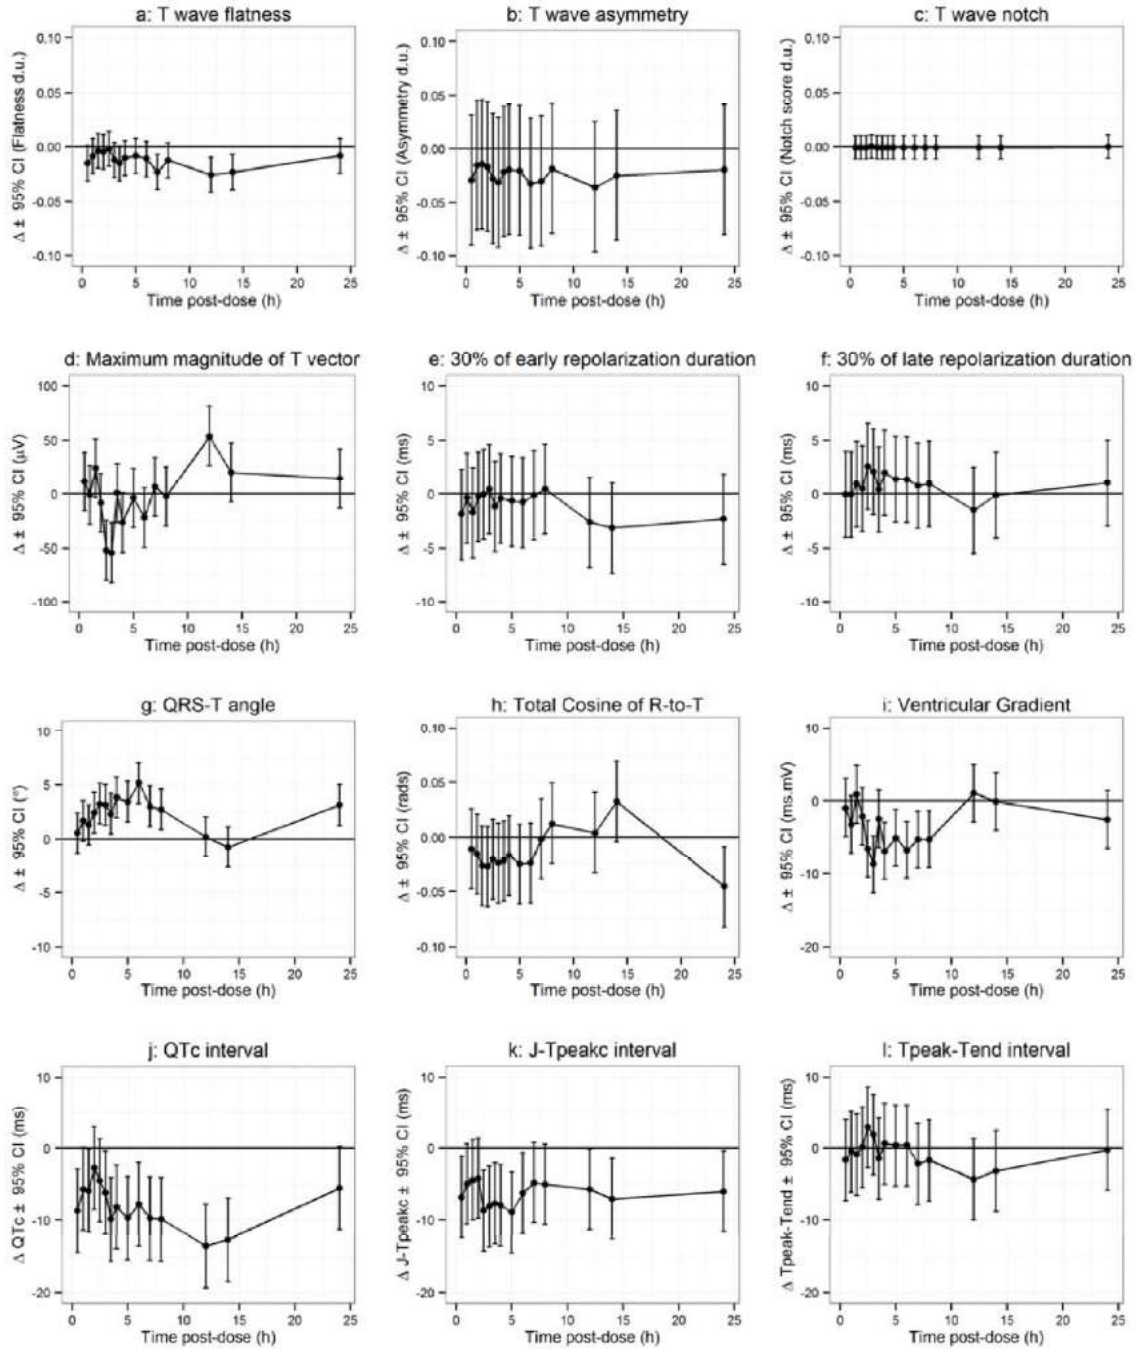 a: T wave flatness
b: T wave asymmetry
c: T wave notch
Δ ± 95% CI (Flatness d.u.)
0.10
0.05
0.00
-0.05
-0.10
0 5 10 15 20 25
Time post-dose (h)
Δ ± 95% CI (Asymmetry d.u.)
0.10
0.05
0.00
-0.05
-0.10
0 5 10 15 20 25
Time post-dose (h)
Δ ± 95% CI (Notch score d.u.)
0.10
0.05
0.00
-0.05
-0.10
0 5 10 15 20 25
Time post-dose (h)
d: Maximum magnitude of T vector
e: 30% of early repolarization duration
f: 30% of late repolarization duration
Δ ± 95% CI (µV)
100
50
0
-50
-100
0 5 10 15 20 25
Time post-dose (h)
Δ ± 95% CI (ms)
10
5
0
-5
-10
0 5 10 15 20 25
Time post-dose (h)
Δ ± 95% CI (ms)
10
5
0
-5
-10
0 5 10 15 20 25
Time post-dose (h)
g: QRS-T angle
h: Total Cosine of R-to-T
i: Ventricular Gradient
Δ ± 95% CI (°)
10
5
0
-5
-10
0 5 10 15 20 25
Time post-dose (h)
Δ ± 95% CI (rads)
0.10
0.05
0.00
-0.05
-0.10
0 5 10 15 20 25
Time post-dose (h)
Δ ± 95% CI (ms.mV)
10
0
-10
-20
0 5 10 15 20 25
Time post-dose (h)
j: QTc interval
k: J-Tpeakc interval
l: Tpeak-Tend interval
Δ QTc ± 95% CI (ms)
10
0
-10
-20
0 5 10 15 20 25
Time post-dose (h)
Δ J-Tpeakc ± 95% CI (ms)
10
0
-10
-20
0 5 10 15 20 25
Time post-dose (h)
Δ Tpeak-Tend ± 95% CI (ms)
10
0
-10
-20
0 5 10 15 20 25
Time post-dose (h)